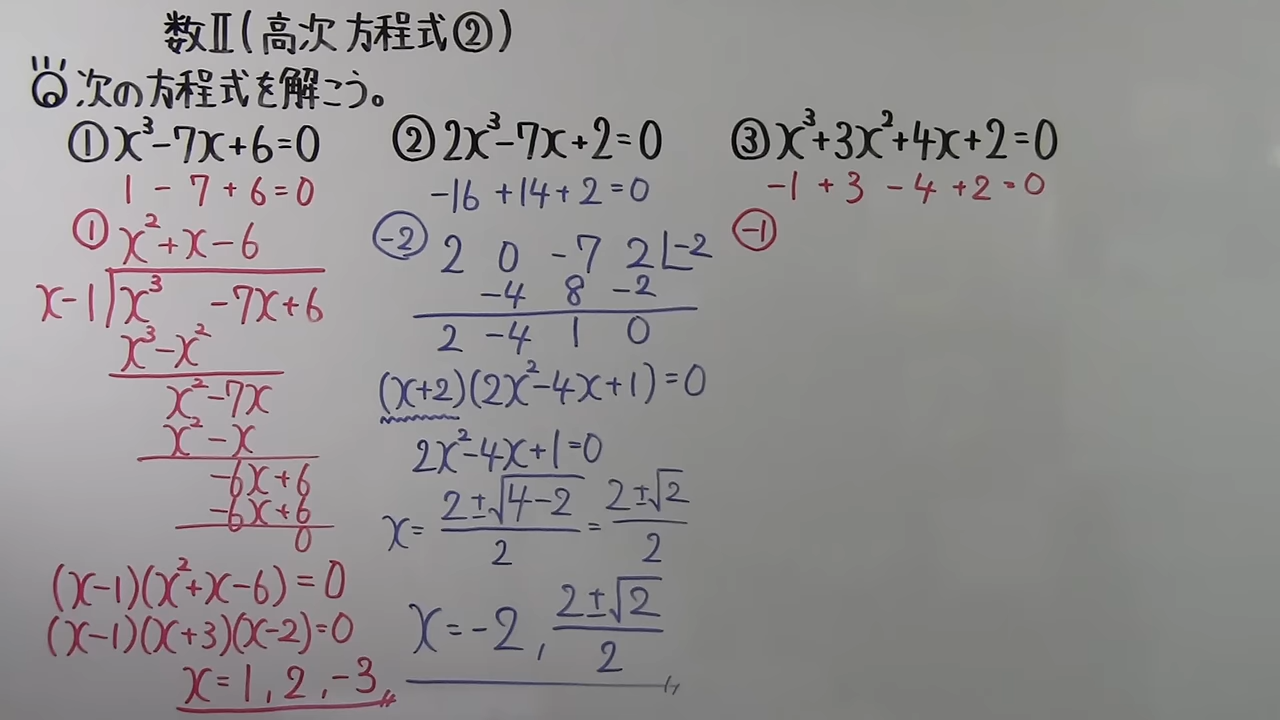 数Ⅱ(高次方程式②)
次の方程式を解こう。
①x³-7x+6=0
1 - 7 + 6 = 0
① x²+x-6
x-1 x³ -7x+6
x³-x²
x²-7x
x²-x
-6x+6
-6x+6
0
(x-1)(x²+x-6)=0
(x-1)(x+3)(x-2)=0
x=1,2,-3
②2x³-7x+2=0
-16+14+2=0
-2 2 0 -7 2 -2
-4 8 -2
2 -4 1 0
(x+2)(2x²-4x+1)=0
2x²-4x+1=0
x= (2±√(4-2))/2 = (2±√2)/2
x=-2, (2±√2)/2
③x³+3x²+4x+2=0
-1+3-4+2=0
-1